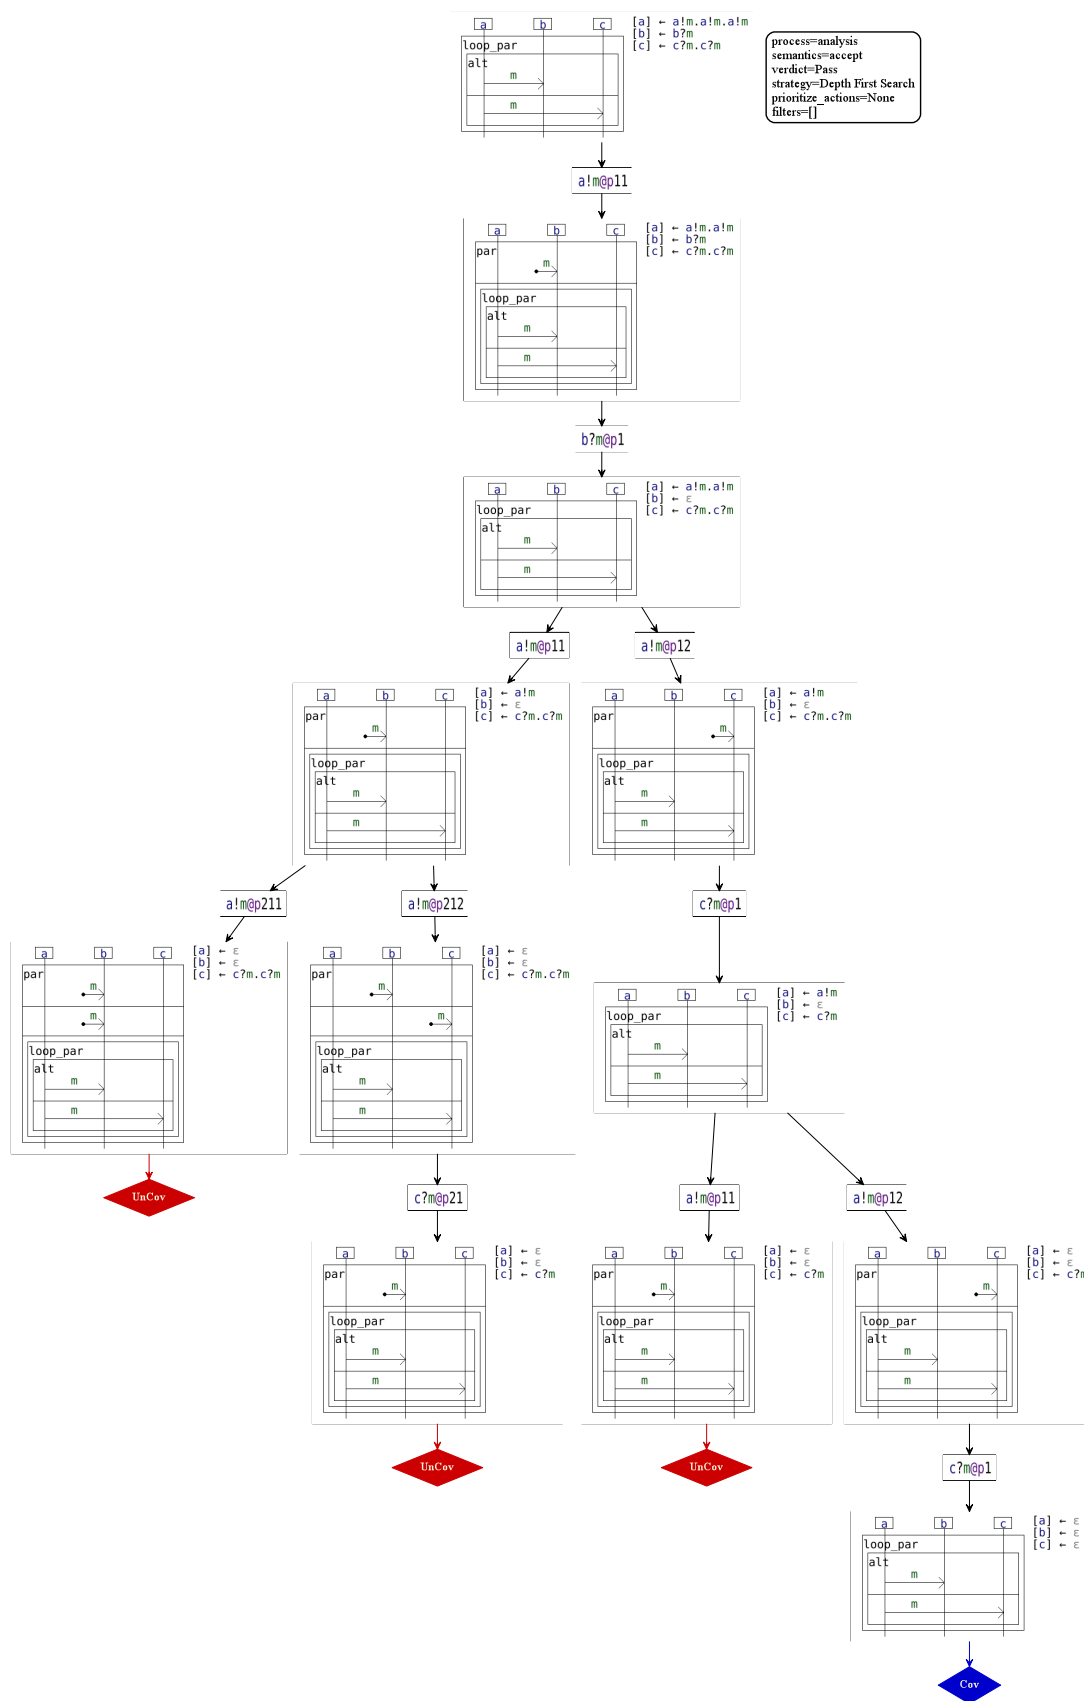 a b c
[a] ← a!m.a!m.a!m
[b] ← b?m
[c] ← c?m.c?m
loop_par
alt
m
m
process=analysis
semantics=accept
verdict=Pass
strategy=Depth First Search
prioritize_actions=None
filters=[]
a!m@p11
a b c
[a] ← a!m.a!m
[b] ← b?m
[c] ← c?m.c?m
par
m
loop_par
alt
m
m
b?m@p1
a b c
[a] ← a!m.a!m
[b] ← ε
[c] ← c?m.c?m
loop_par
alt
m
m
a!m@p11
a!m@p12
a b c
[a] ← a!m
[b] ← ε
[c] ← c?m.c?m
par
m
loop_par
alt
m
m
a b c
[a] ← a!m
[b] ← ε
[c] ← c?m.c?m
par
m
loop_par
alt
m
m
a!m@p211
a!m@p212
c?m@p1
a b c
[a] ← ε
[b] ← ε
[c] ← c?m.c?m
par
m
m
loop_par
alt
m
m
a b c
[a] ← ε
[b] ← ε
[c] ← c?m.c?m
par
m
m
loop_par
alt
m
m
a b c
[a] ← a!m
[b] ← ε
[c] ← c?m
loop_par
alt
m
m
UnCov
c?m@p21
a!m@p11
a!m@p12
a b c
[a] ← ε
[b] ← ε
[c] ← c?m
par
m
loop_par
alt
m
m
a b c
[a] ← ε
[b] ← ε
[c] ← c?m
par
m
loop_par
alt
m
m
a b c
[a] ← ε
[b] ← ε
[c] ← c?m
par
m
loop_par
alt
m
m
UnCov
UnCov
c?m@p1
a b c
[a] ← ε
[b] ← ε
[c] ← ε
loop_par
alt
m
m
Cov